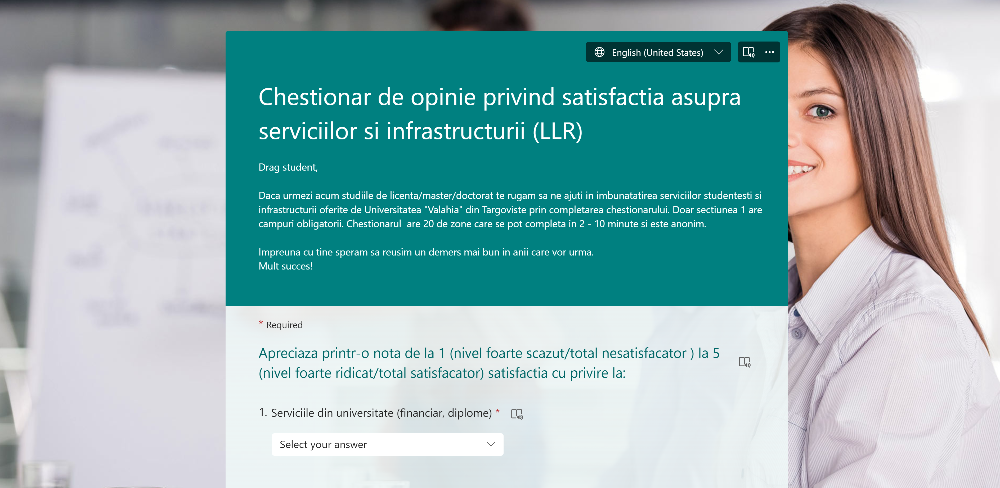 English (United States)
Chestionar de opinie privind satisfactia asupra
serviciilor si infrastructurii (LLR)
Drag student,
Daca urmezi acum studiile de licenta/master/doctorat te rugam sa ne ajuti in imbunatatirea serviciilor studentesti si
infrastructurii oferite de Universitatea "Valahia" din Targoviste prin completarea chestionarului. Doar sectiunea 1 are
campuri obligatorii. Chestionarul  are 20 de zone care se pot completa in 2 - 10 minute si este anonim.
Impreuna cu tine speram sa reusim un demers mai bun in anii care vor urma.
Mult succes!
* Required
Apreciaza printr-o nota de la 1 (nivel foarte scazut/total nesatisfacator ) la 5
(nivel foarte ridicat/total satisfacator) satisfactia cu privire la:
1. Serviciile din universitate (financiar, diplome) *
Select your answer